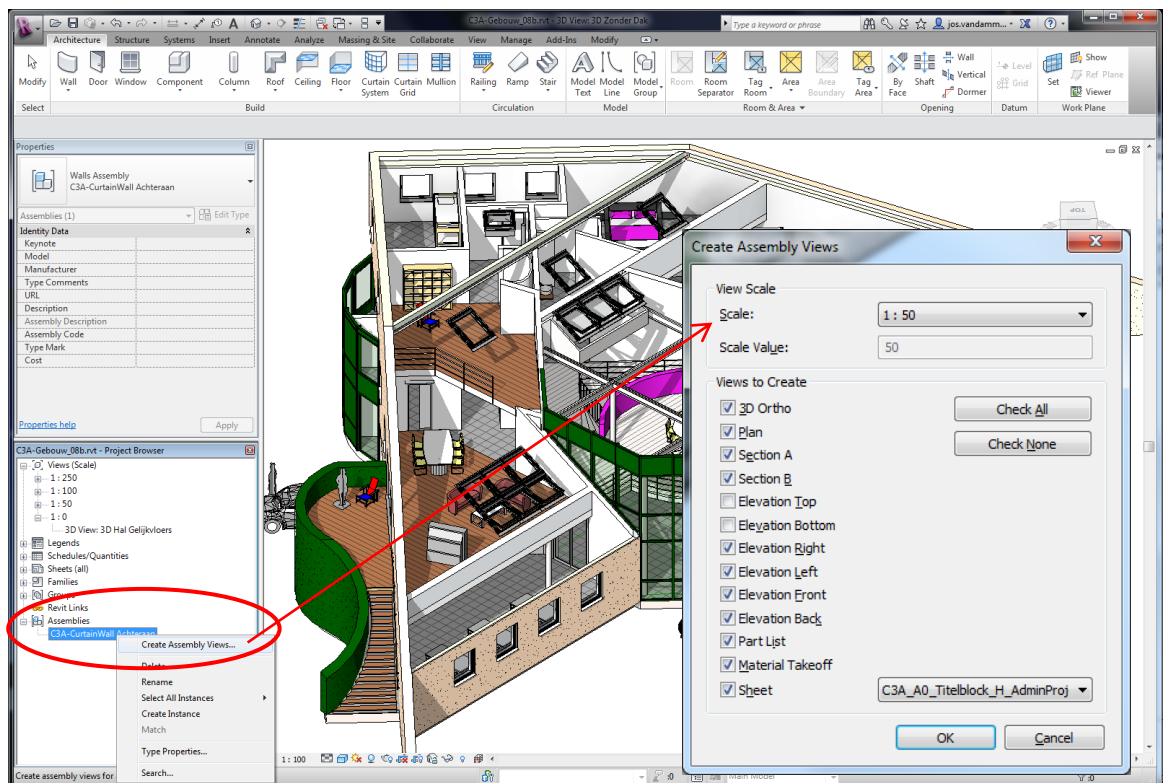 C3A-Gebouw_08b.rvt - 3D View: 3D Zonder Dak
Type a keyword or phrase
jos.vandamm...
Architecture Structure Systems Insert Annotate Analyze Massing & Site Collaborate View Manage Add-Ins Modify
Modify Wall Door Window Component Column Roof Ceiling Floor Curtain System Curtain Grid Mullion Railing Ramp Stair Model Text Model Line Model Group Room Room Separator Tag Room Area Area Boundary Tag Area By Face Shaft Wall Vertical Dormer Level Grid Set Show Ref Plane Viewer
Select Build Circulation Model Room & Area Opening Datum Work Plane
Properties
Walls Assembly
C3A-CurtainWall Achteraan
Assemblies (1) Edit Type
Identity Data
Keynote
Model
Manufacturer
Type Comments
URL
Description
Assembly Description
Assembly Code
Type Mark
Cost
Properties help Apply
C3A-Gebouw_08b.rvt - Project Browser
Views (Scale)
1 : 250
1 : 100
1 : 50
1 : 0
3D View: 3D Hal Gelijkvloers
Legends
Schedules/Quantities
Sheets (all)
Families
Groups
Revit Links
Assemblies
C3A-CurtainWall Achteraan
Create Assembly Views...
Delete
Rename
Select All Instances
Create Instance
Match
Type Properties...
Search...
Create assembly views for
1 : 100
:0
Main Model
:0
TOP
Create Assembly Views
View Scale
Scale: 1 : 50
Scale Value: 50
Views to Create
3D Ortho Check All
Plan
Section A Check None
Section B
Elevation Top
Elevation Bottom
Elevation Right
Elevation Left
Elevation Front
Elevation Back
Part List
Material Takeoff
Sheet C3A_A0_Titelblock_H_AdminProj
OK Cancel